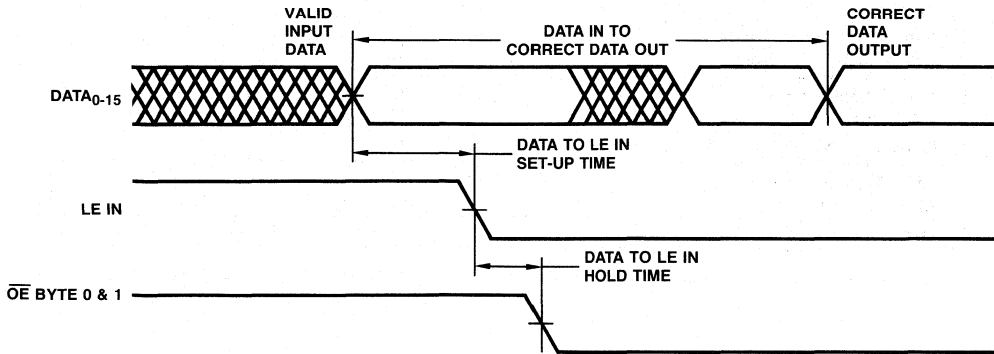 VALID
INPUT
DATA
DATA IN TO
CORRECT DATA OUT
CORRECT
DATA
OUTPUT
DATA0-15
DATA TO LE IN
SET-UP TIME
LE IN
DATA TO LE IN
HOLD TIME
O̅E̅ BYTE 0 & 1